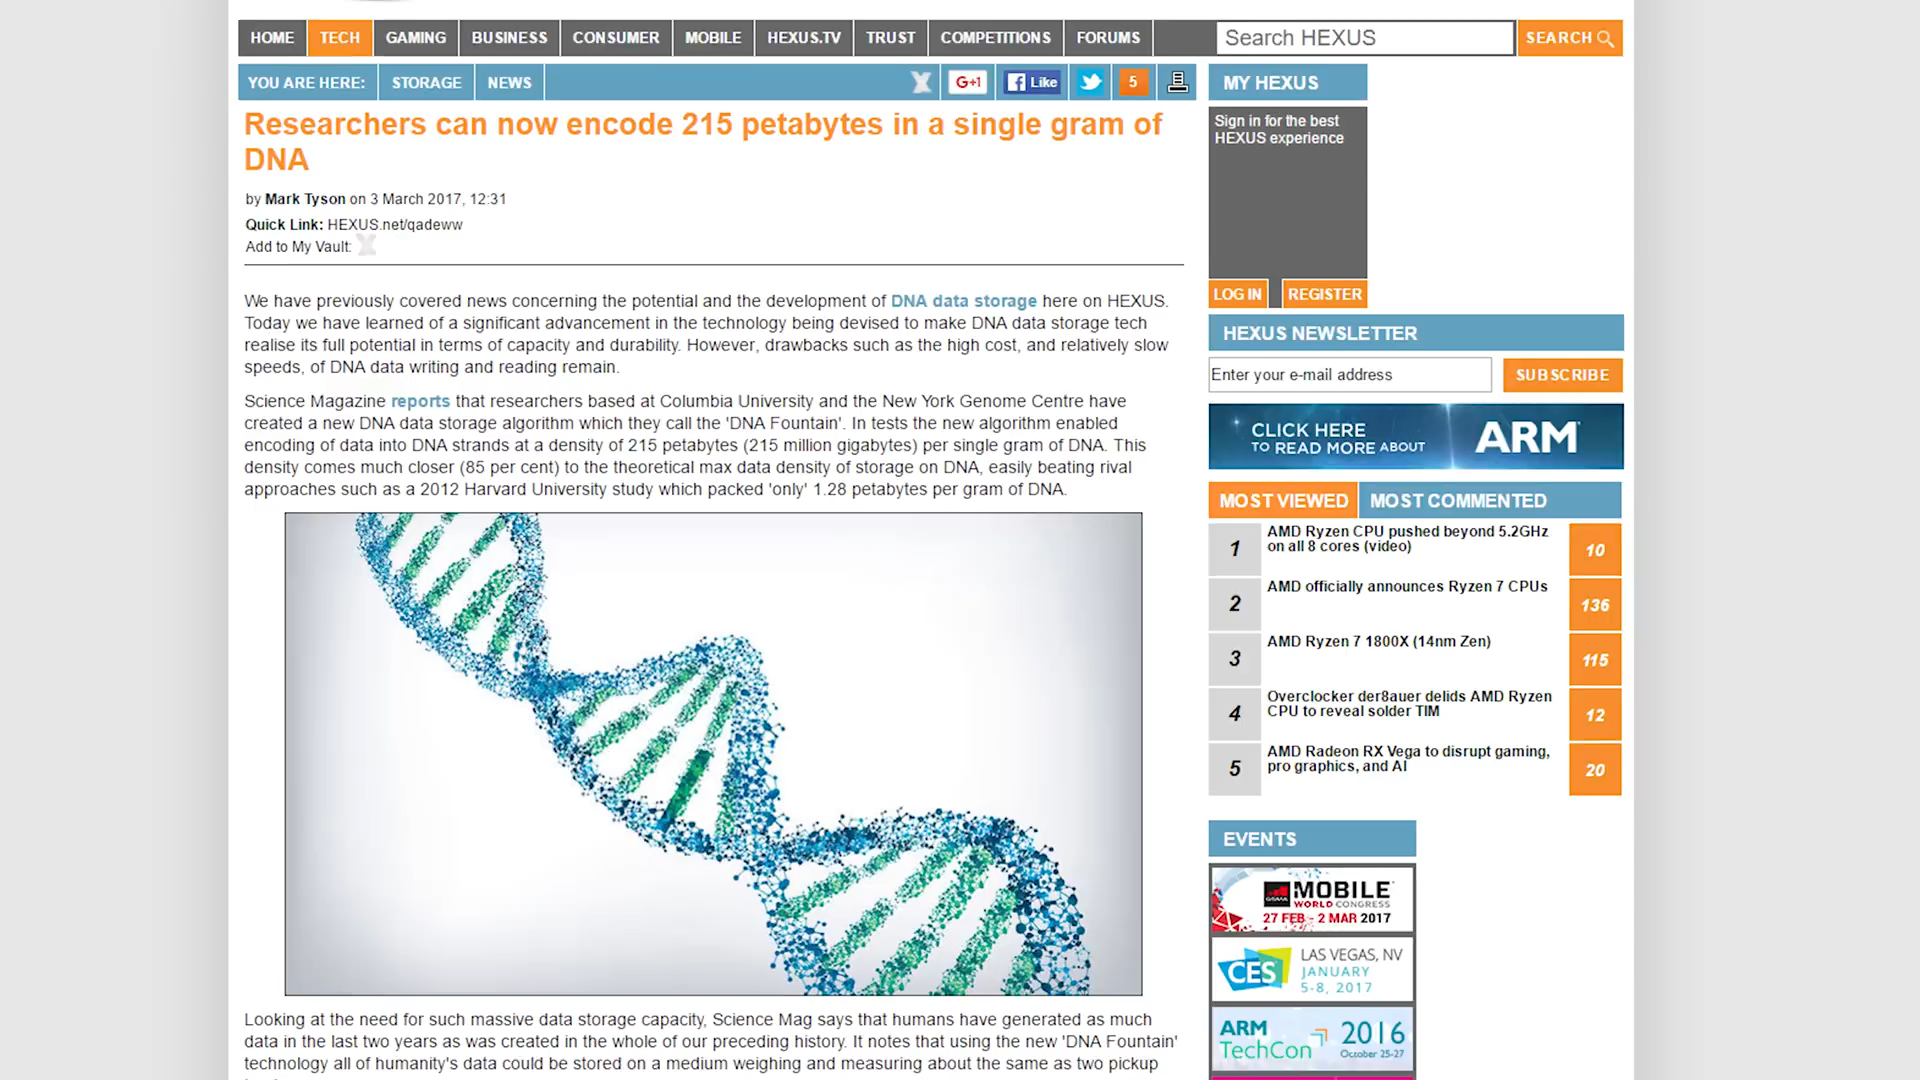 HOME TECH GAMING BUSINESS CONSUMER MOBILE HEXUS.TV TRUST COMPETITIONS FORUMS Search HEXUS SEARCH
YOU ARE HERE: STORAGE NEWS G+1 Like 5
Researchers can now encode 215 petabytes in a single gram of
DNA
by Mark Tyson on 3 March 2017, 12:31
Quick Link: HEXUS.net/qadeww
Add to My Vault:
We have previously covered news concerning the potential and the development of DNA data storage here on HEXUS.
Today we have learned of a significant advancement in the technology being devised to make DNA data storage tech
realise its full potential in terms of capacity and durability. However, drawbacks such as the high cost, and relatively slow
speeds, of DNA data writing and reading remain.
Science Magazine reports that researchers based at Columbia University and the New York Genome Centre have
created a new DNA data storage algorithm which they call the 'DNA Fountain'. In tests the new algorithm enabled
encoding of data into DNA strands at a density of 215 petabytes (215 million gigabytes) per single gram of DNA. This
density comes much closer (85 per cent) to the theoretical max data density of storage on DNA, easily beating rival
approaches such as a 2012 Harvard University study which packed 'only' 1.28 petabytes per gram of DNA.
Looking at the need for such massive data storage capacity, Science Mag says that humans have generated as much
data in the last two years as was created in the whole of our preceding history. It notes that using the new 'DNA Fountain'
technology all of humanity's data could be stored on a medium weighing and measuring about the same as two pickup
MY HEXUS
Sign in for the best
HEXUS experience
LOG IN REGISTER
HEXUS NEWSLETTER
Enter your e-mail address SUBSCRIBE
CLICK HERE
TO READ MORE ABOUT ARM
MOST VIEWED MOST COMMENTED
1 AMD Ryzen CPU pushed beyond 5.2GHz
on all 8 cores (video) 10
2 AMD officially announces Ryzen 7 CPUs 136
3 AMD Ryzen 7 1800X (14nm Zen) 115
4 Overclocker der8auer delids AMD Ryzen
CPU to reveal solder TIM 12
5 AMD Radeon RX Vega to disrupt gaming,
pro graphics, and AI 20
EVENTS
GSMA MOBILE
WORLD CONGRESS
27 FEB - 2 MAR 2017
CES LAS VEGAS, NV
JANUARY
5-8, 2017
ARM 2016
TechCon October 25-27